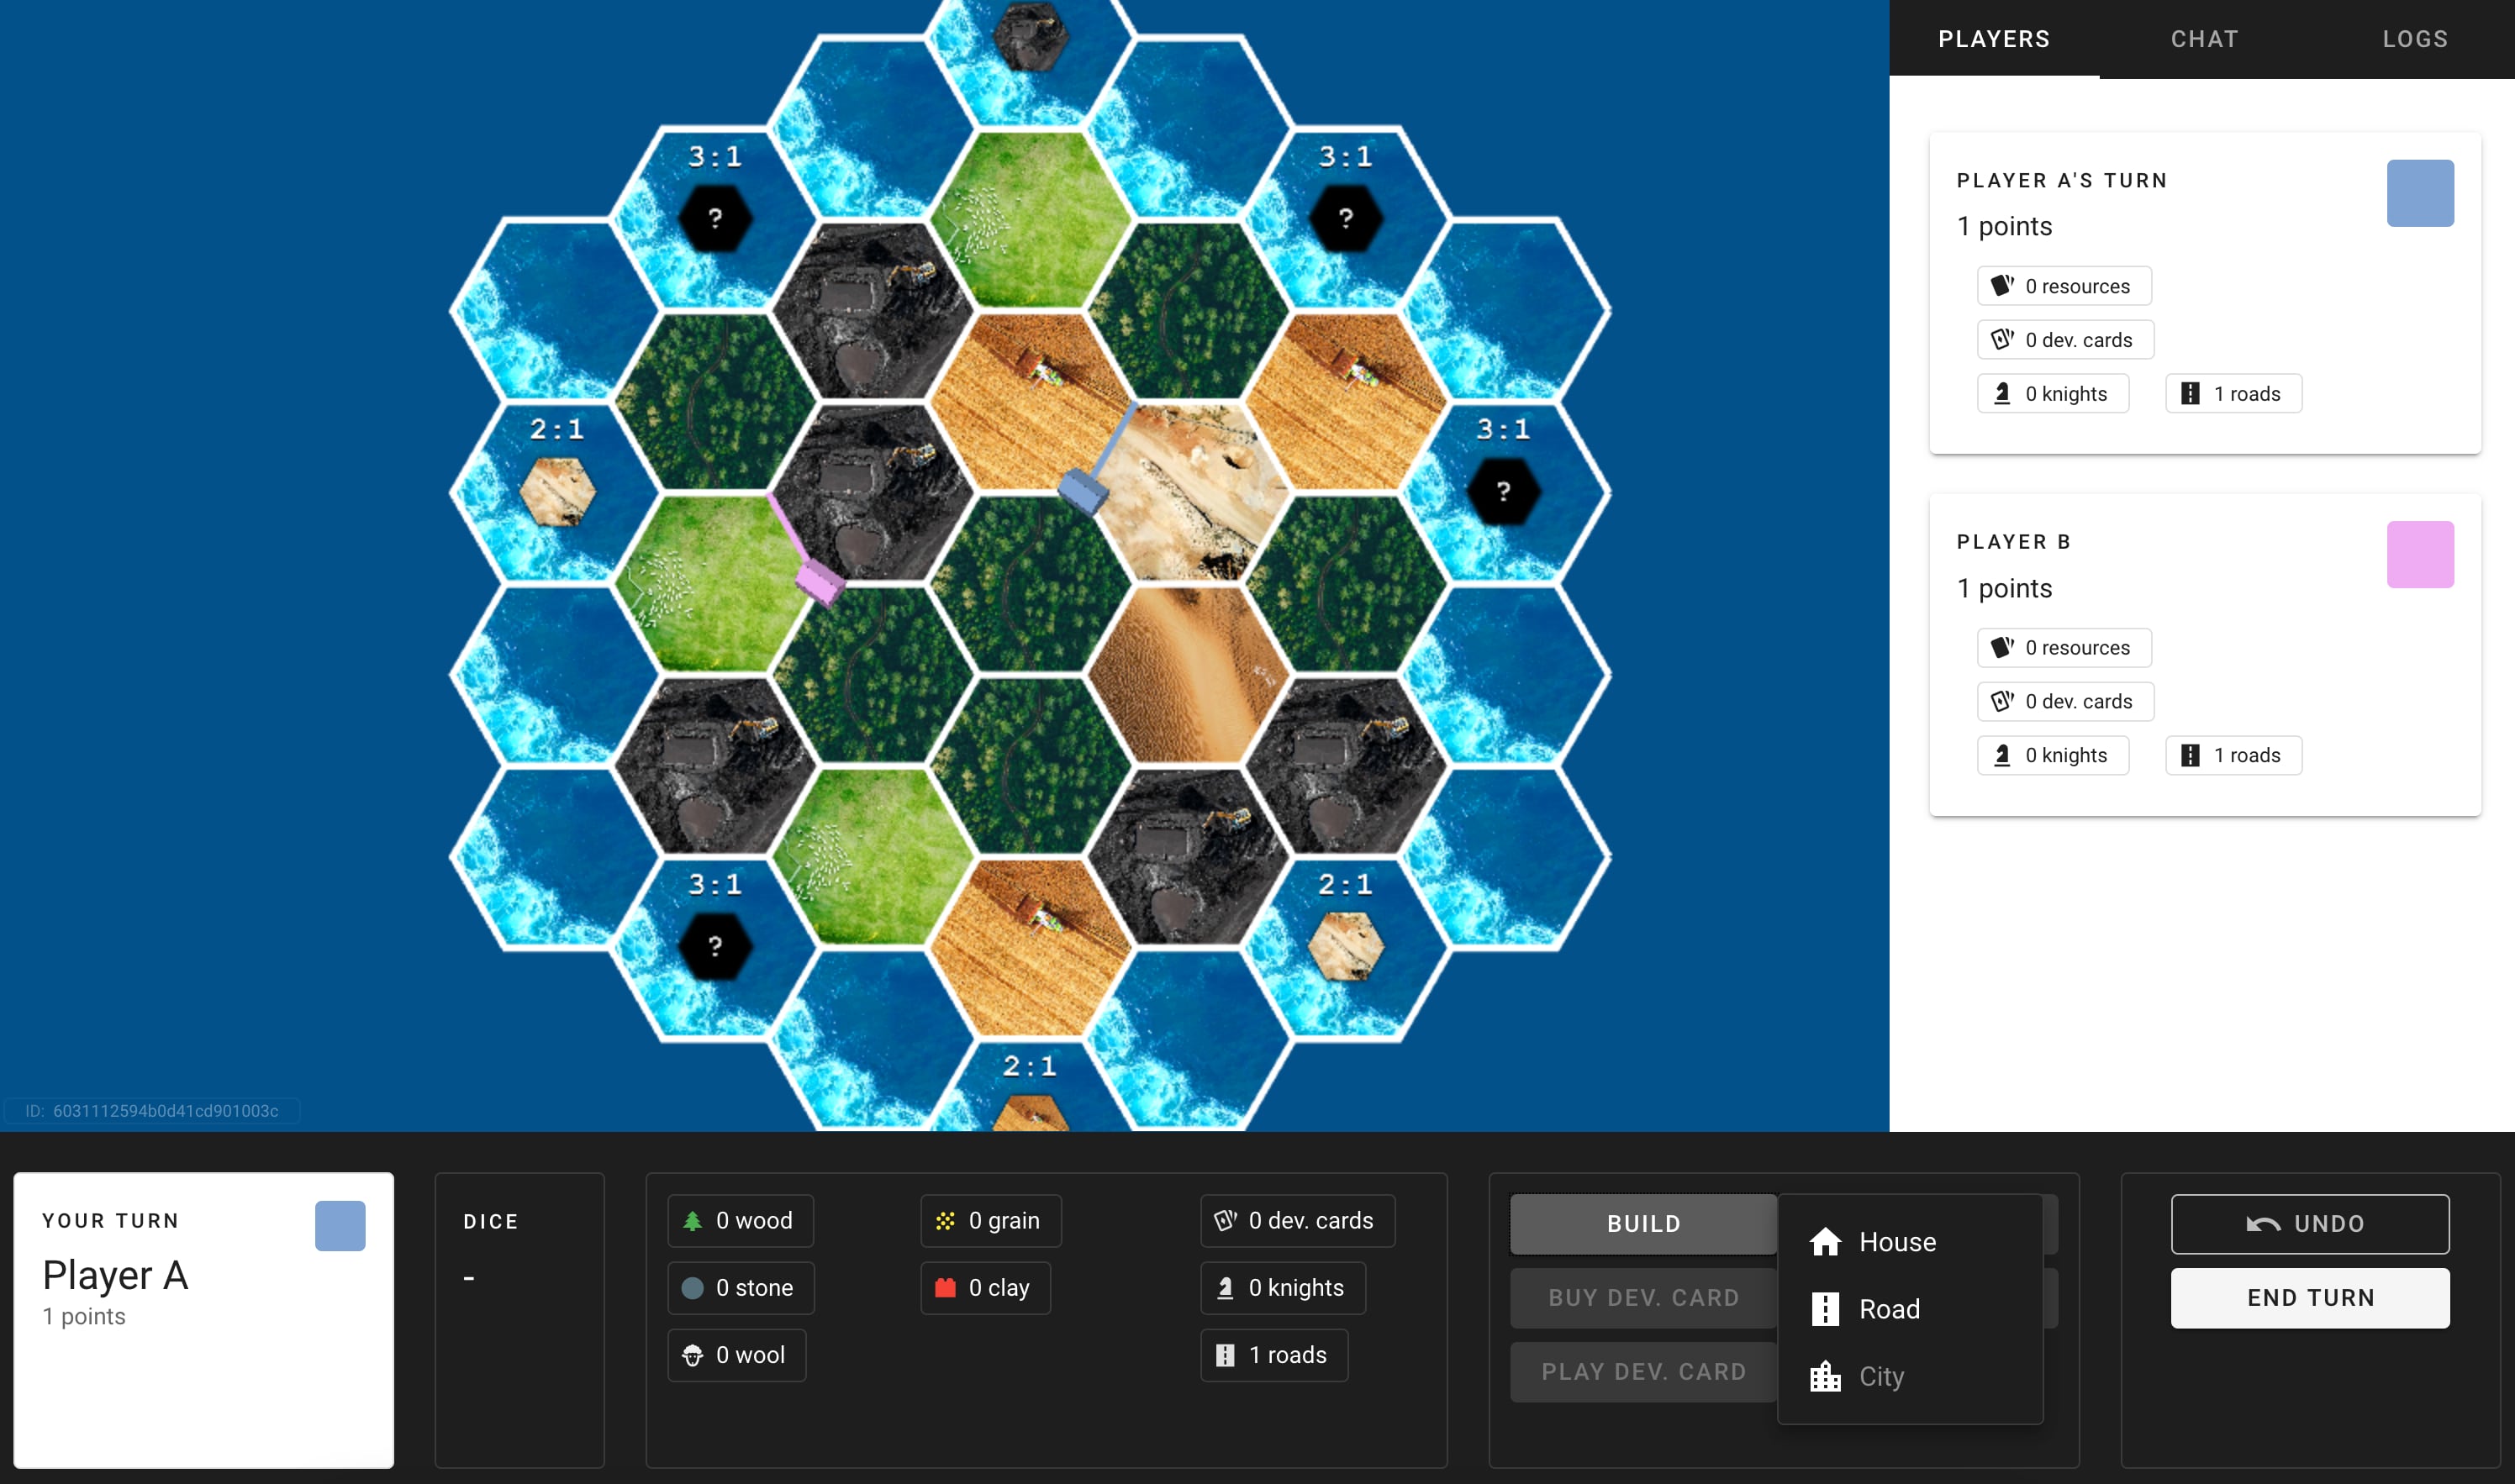 PLAYERS
CHAT
LOGS
3:1
?
3:1
?
2:1
3:1
?
3:1
?
2:1
2:1
ID: 6031112594b0d41cd901003c
PLAYER A'S TURN
1 points
0 resources
0 dev. cards
0 knights
1 roads
PLAYER B
1 points
0 resources
0 dev. cards
0 knights
1 roads
YOUR TURN
Player A
1 points
DICE
-
0 wood
0 grain
0 dev. cards
0 stone
0 clay
0 knights
0 wool
1 roads
BUILD
BUY DEV. CARD
PLAY DEV. CARD
House
Road
City
UNDO
END TURN